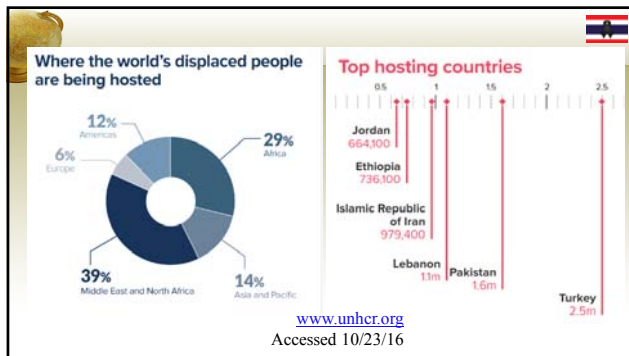 Where the world's displaced people
are being hosted
12%
Americas
29%
Africa
6%
Europe
39%
Middle East and North Africa
14%
Asia and Pacific
Top hosting countries
0.5 1 1.5 2 2.5
Jordan
664,100
Ethiopia
736,100
Islamic Republic
of Iran
979,400
Lebanon
1.1m
Pakistan
1.6m
Turkey
2.5m
www.unhcr.org
Accessed 10/23/16